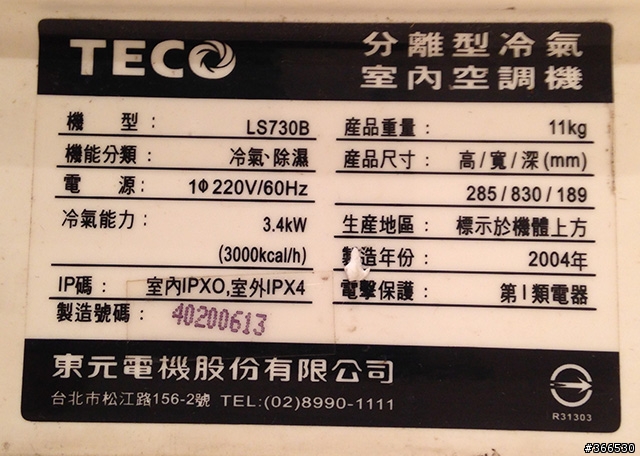 TECO
分離型冷氣
室內空調機
機 型: LS730B
機能分類: 冷氣、除濕
電 源: 1Φ220V/60Hz
冷氣能力: 3.4kW
(3000kcal/h)
IP碼: 室內IPXO,室外IPX4
製造號碼: 40200613
產品重量: 11kg
產品尺寸: 高/寬/深(mm)
285/830/189
生產地區: 標示於機體上方
製造年份: 2004年
電擊保護: 第I類電器
東元電機股份有限公司
台北市松江路156-2號 TEL:(02)8990-1111
R31303
#366530